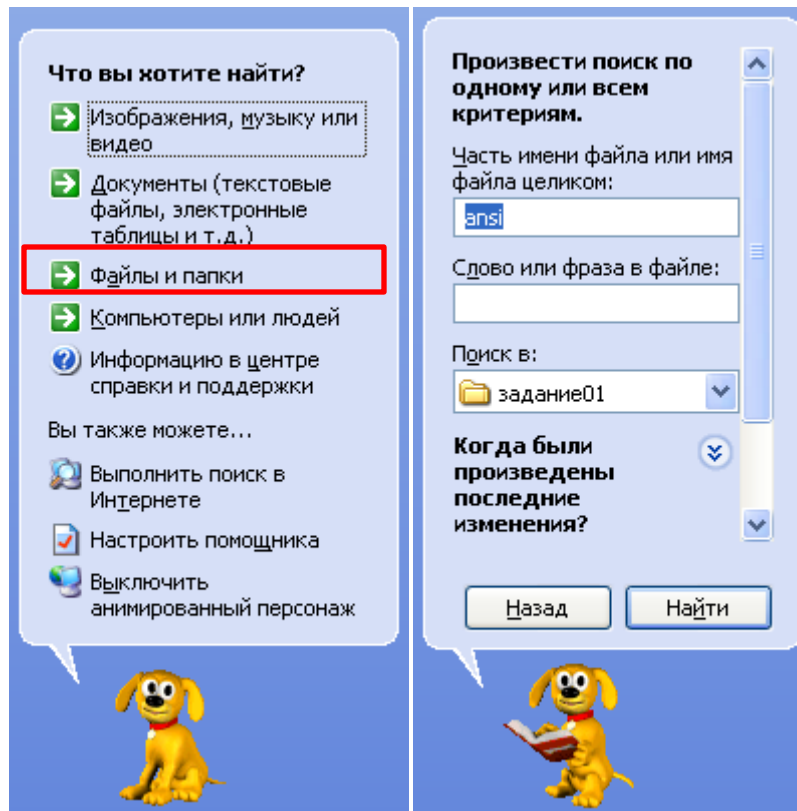 Что вы хотите найти?
Изображения, музыку или
видео
Документы (текстовые
файлы, электронные
таблицы и т.д.)
Файлы и папки
Компьютеры или людей
Информацию в центре
справки и поддержки
Вы также можете...
Выполнить поиск в
Интернете
Настроить помощника
Выключить
анимированный персонаж
Произвести поиск по
одному или всем
критериям.
Часть имени файла или имя
файла целиком:
ansi
Слово или фраза в файле:
Поиск в:
задание01
Когда были
произведены
последние
изменения?
Назад
Найти